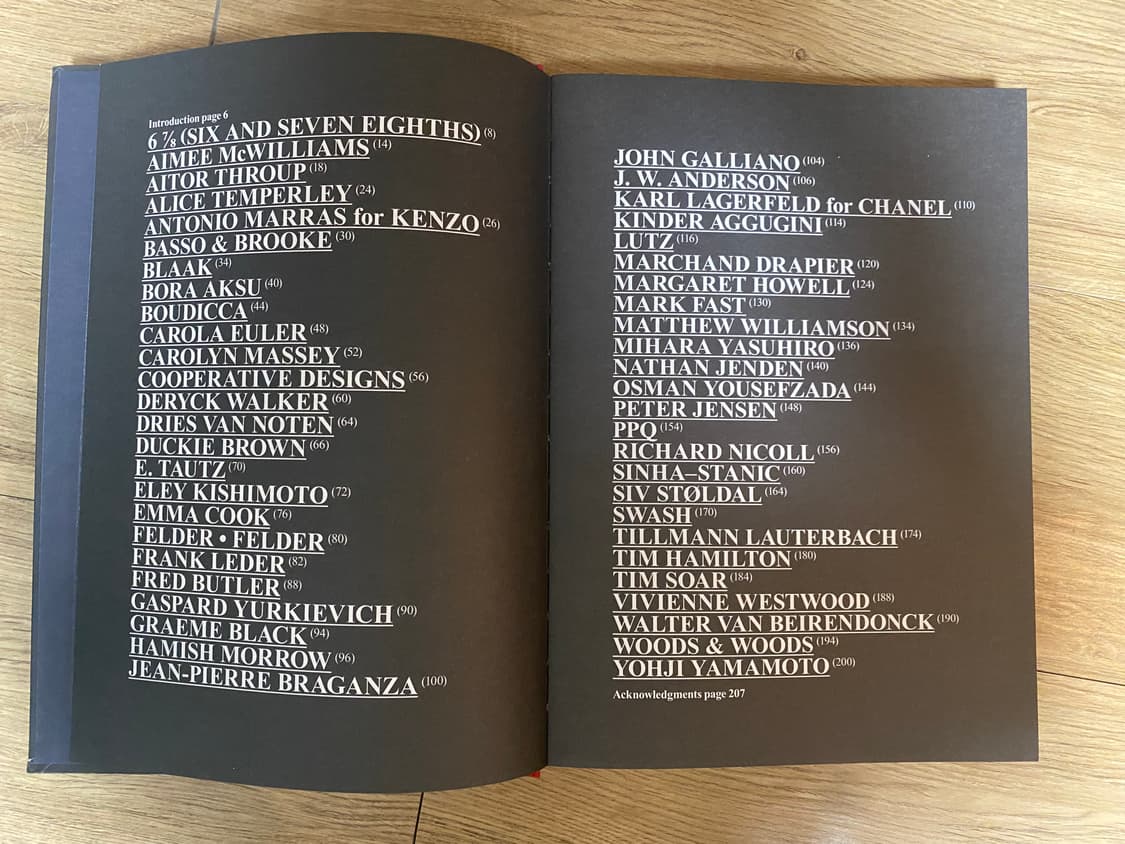 Introduction page 6
6 ⅞ (SIX AND SEVEN EIGHTHS) (8)
AIMEE McWILLIAMS (14)
AITOR THROUP (18)
ALICE TEMPERLEY (24)
ANTONIO MARRAS for KENZO (26)
BASSO & BROOKE (30)
BLAAK (34)
BORA AKSU (40)
BOUDICCA (44)
CAROLA EULER (48)
CAROLYN MASSEY (52)
COOPERATIVE DESIGNS (56)
DERYCK WALKER (60)
DRIES VAN NOTEN (64)
DUCKIE BROWN (66)
E. TAUTZ (70)
ELEY KISHIMOTO (72)
EMMA COOK (76)
FELDER • FELDER (80)
FRANK LEDER (82)
FRED BUTLER (88)
GASPARD YURKIEVICH (90)
GRAEME BLACK (94)
HAMISH MORROW (96)
JEAN-PIERRE BRAGANZA (100)
JOHN GALLIANO (104)
J. W. ANDERSON (106)
KARL LAGERFELD for CHANEL (110)
KINDER AGGUGINI (114)
LUTZ (116)
MARCHAND DRAPIER (120)
MARGARET HOWELL (124)
MARK FAST (130)
MATTHEW WILLIAMSON (134)
MIHARA YASUHIRO (136)
NATHAN JENDEN (140)
OSMAN YOUSEFZADA (144)
PETER JENSEN (148)
PPQ (154)
RICHARD NICOLL (156)
SINHA–STANIC (160)
SIV STØLDAL (164)
SWASH (170)
TILLMANN LAUTERBACH (174)
TIM HAMILTON (180)
TIM SOAR (184)
VIVIENNE WESTWOOD (188)
WALTER VAN BEIRENDONCK (190)
WOODS & WOODS (194)
YOHJI YAMAMOTO (200)
Acknowledgments page 207